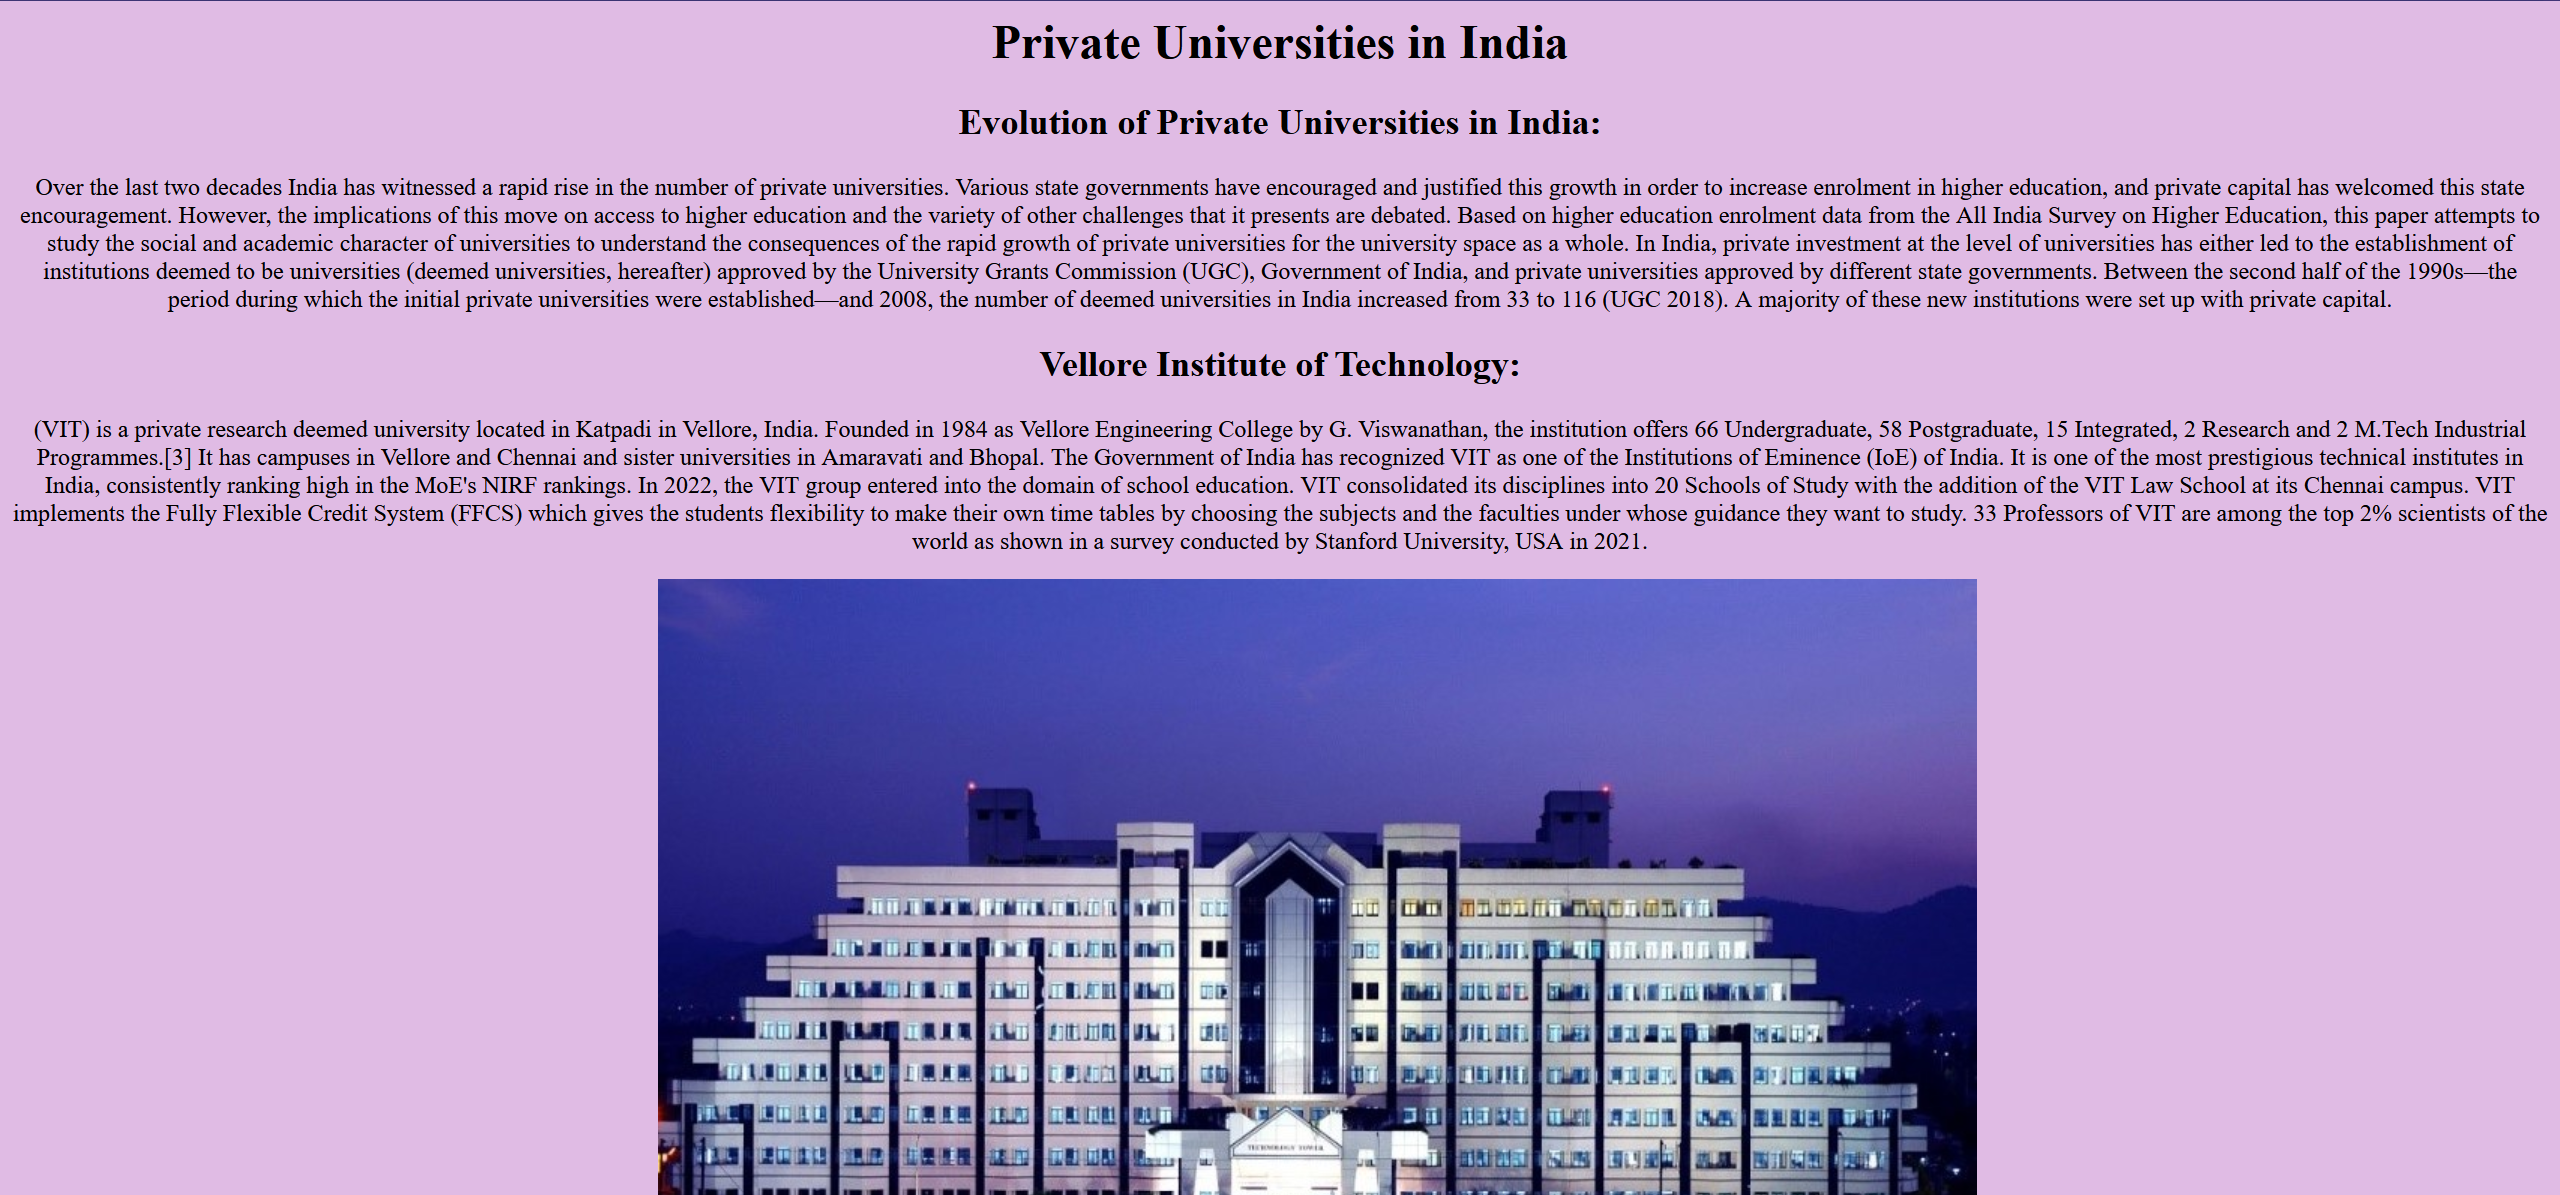 Private Universities in India
Evolution of Private Universities in India:
Over the last two decades India has witnessed a rapid rise in the number of private universities. Various state governments have encouraged and justified this growth in order to increase enrolment in higher education, and private capital has welcomed this state
encouragement. However, the implications of this move on access to higher education and the variety of other challenges that it presents are debated. Based on higher education enrolment data from the All India Survey on Higher Education, this paper attempts to
study the social and academic character of universities to understand the consequences of the rapid growth of private universities for the university space as a whole. In India, private investment at the level of universities has either led to the establishment of
institutions deemed to be universities (deemed universities, hereafter) approved by the University Grants Commission (UGC), Government of India, and private universities approved by different state governments. Between the second half of the 1990s—the
period during which the initial private universities were established—and 2008, the number of deemed universities in India increased from 33 to 116 (UGC 2018). A majority of these new institutions were set up with private capital.
Vellore Institute of Technology:
(VIT) is a private research deemed university located in Katpadi in Vellore, India. Founded in 1984 as Vellore Engineering College by G. Viswanathan, the institution offers 66 Undergraduate, 58 Postgraduate, 15 Integrated, 2 Research and 2 M.Tech Industrial
Programmes.[3] It has campuses in Vellore and Chennai and sister universities in Amaravati and Bhopal. The Government of India has recognized VIT as one of the Institutions of Eminence (IoE) of India. It is one of the most prestigious technical institutes in
India, consistently ranking high in the MoE's NIRF rankings. In 2022, the VIT group entered into the domain of school education. VIT consolidated its disciplines into 20 Schools of Study with the addition of the VIT Law School at its Chennai campus. VIT
implements the Fully Flexible Credit System (FFCS) which gives the students flexibility to make their own time tables by choosing the subjects and the faculties under whose guidance they want to study. 33 Professors of VIT are among the top 2% scientists of the
world as shown in a survey conducted by Stanford University, USA in 2021.
TECHNOLOGY TOWER